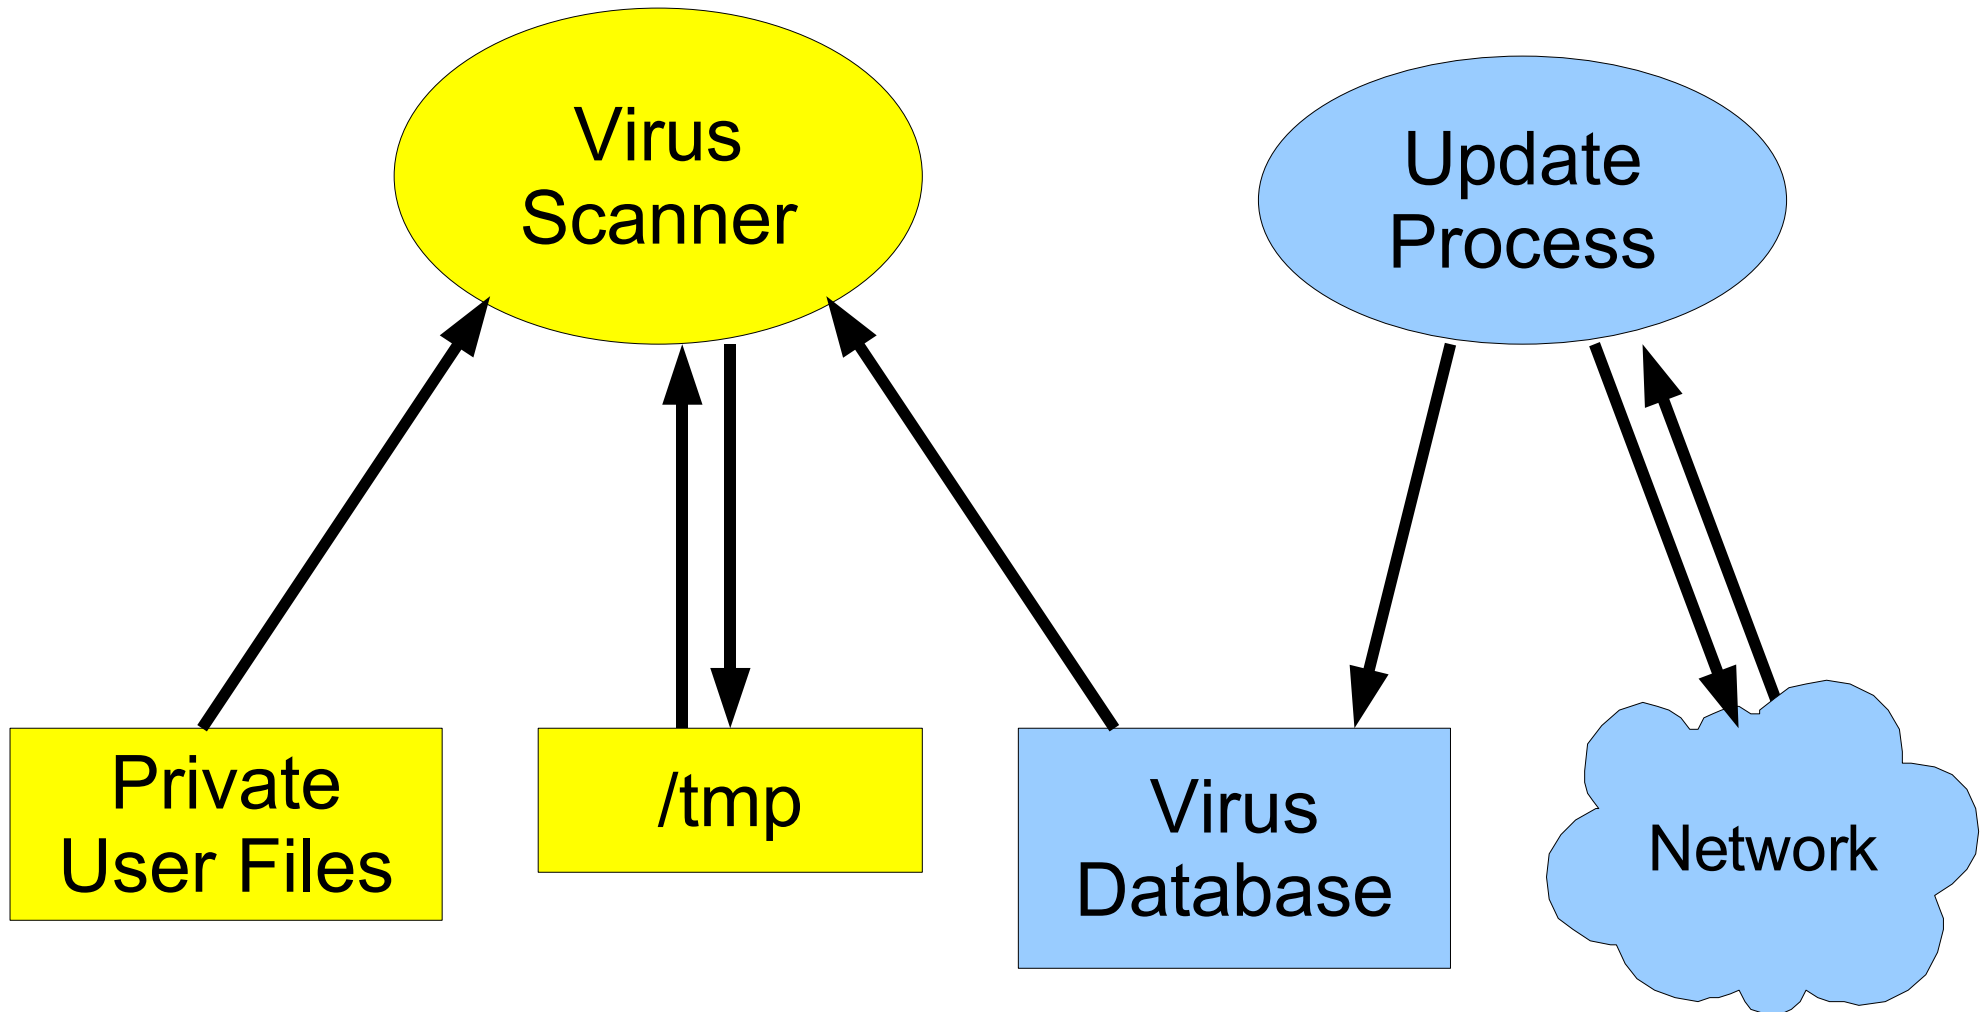 Virus
Scanner
Update
Process
Private
User Files
/tmp
Virus
Database
Network